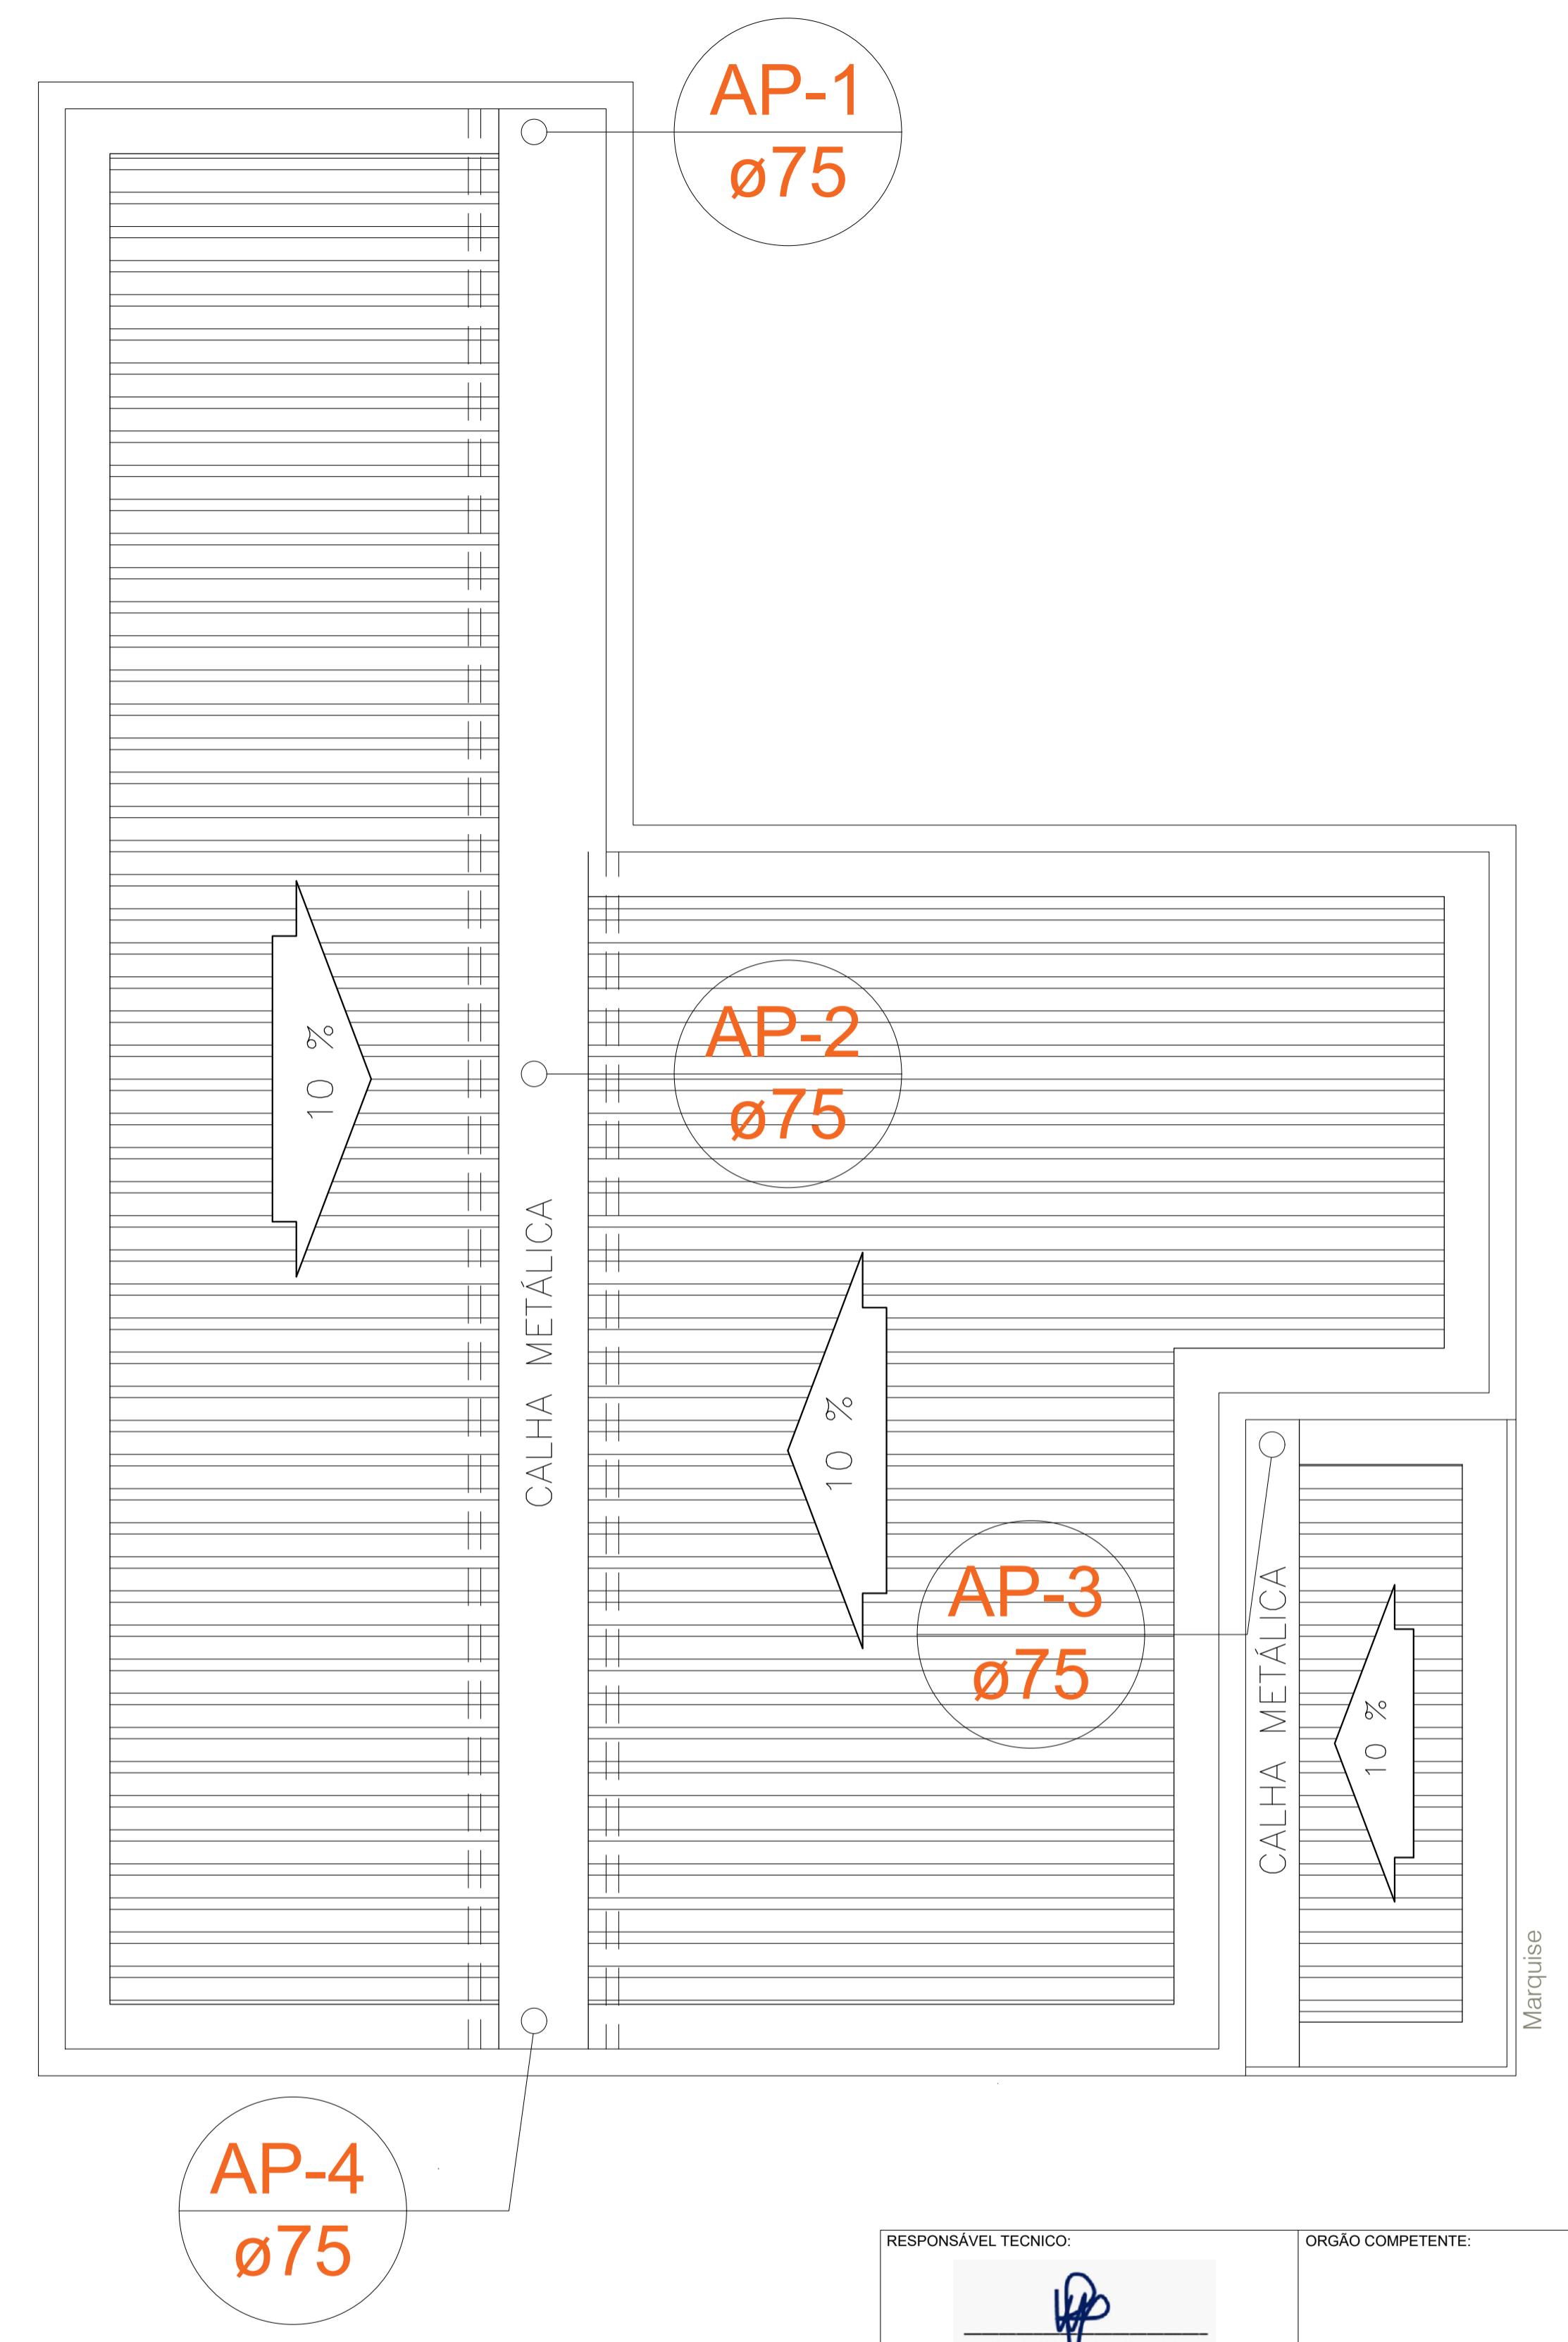 AP-1
ø75
10 %
AP-2
ø75
CALHA METÁLICA
10 %
AP-3
ø75
CALHA METÁLICA
10 %
Marquise
AP-4
ø75
RESPONSÁVEL TECNICO:
ORGÃO COMPETENTE: